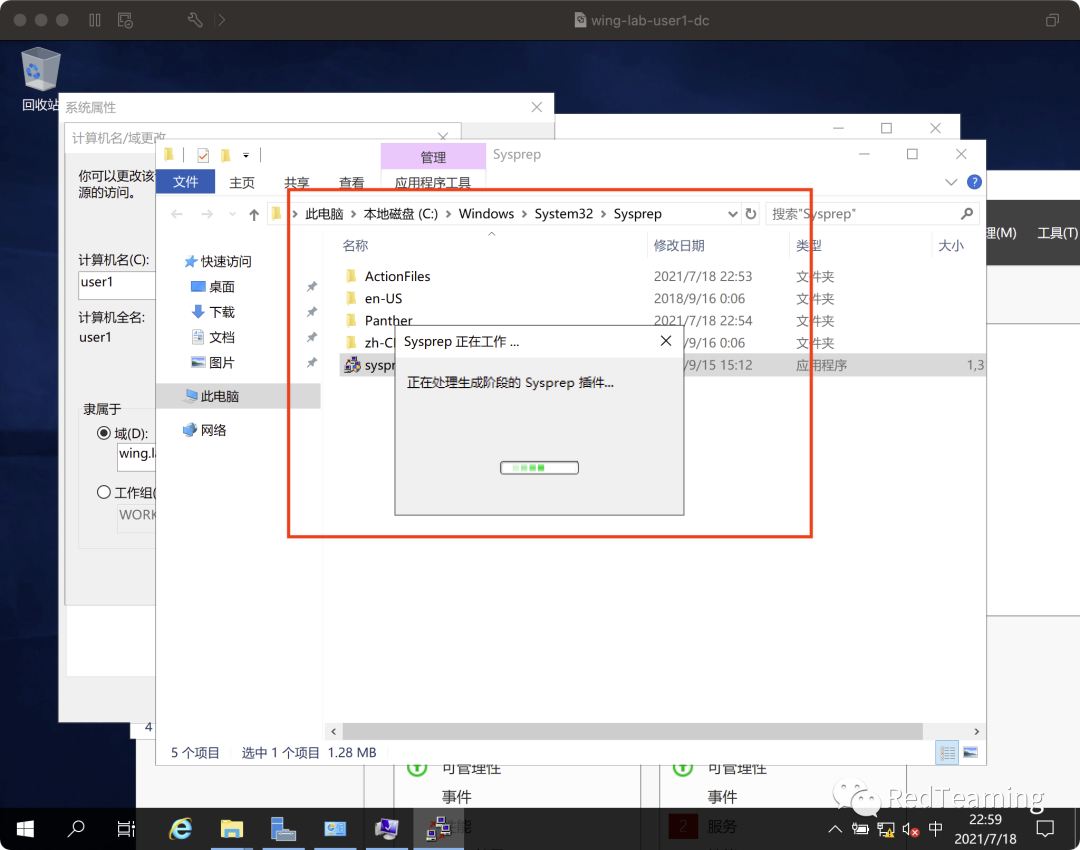 wing-lab-user1-dc
回收站
系统属性
计算机名/域更改
你可以更改该
源的访问。
计算机名(C):
user1
计算机全名:
user1
隶属于
域(D):
wing.la
工作组(
WORK
管理
Sysprep
文件
主页
共享
查看
应用程序工具
此电脑 > 本地磁盘 (C:) > Windows > System32 > Sysprep
搜索"Sysprep"
理(M)
工具(T)
名称
修改日期
类型
大小
快速访问
桌面
下载
文档
图片
此电脑
网络
ActionFiles 2021/7/18 22:53 文件夹
en-US 2018/9/16 0:06 文件夹
Panther 2021/7/18 22:54 文件夹
zh-C /9/16 0:06 文件夹
syspr /9/15 15:12 应用程序 1,3
Sysprep 正在工作 ...
正在处理生成阶段的 Sysprep 插件...
4
5 个项目 选中 1 个项目 1.28 MB
可管理性
可管理性
事件
事件
性能
2 服务
RedTeaming
中
22:59
2021/7/18